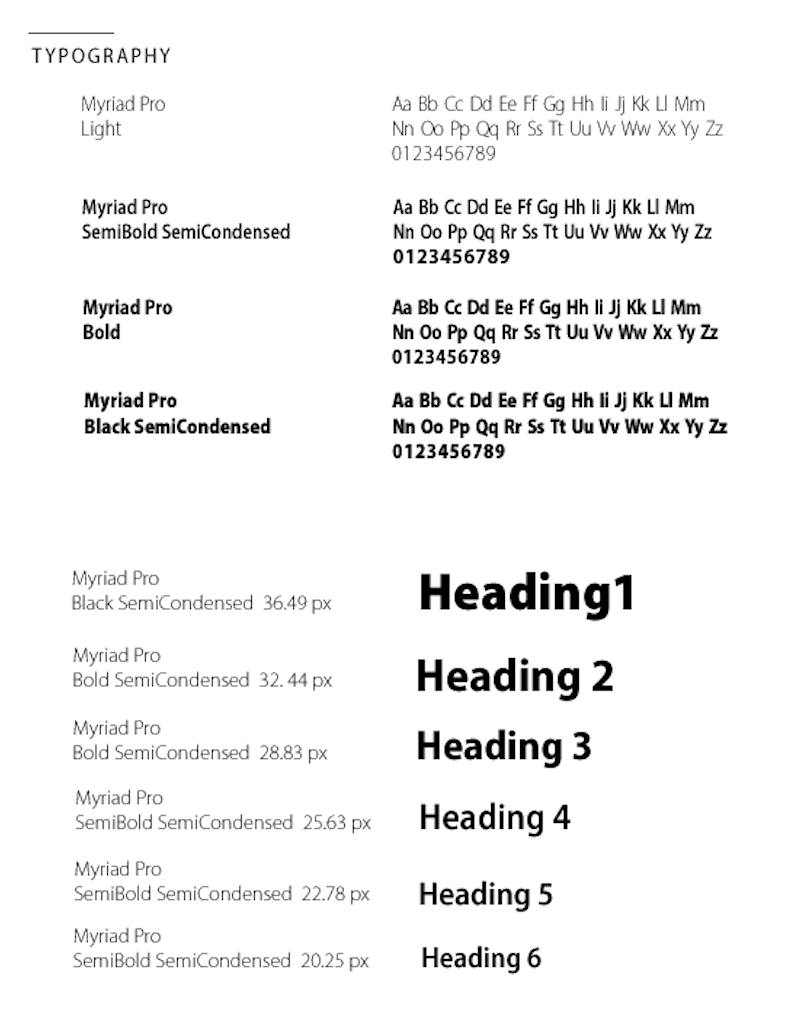 TYPOGRAPHY
Myriad Pro
Light
Aa Bb Cc Dd Ee Ff Gg Hh Ii Jj Kk Ll Mm
Nn Oo Pp Qq Rr Ss Tt Uu Vv Ww Xx Yy Zz
0123456789
Myriad Pro
SemiBold SemiCondensed
Aa Bb Cc Dd Ee Ff Gg Hh Ii Jj Kk Ll Mm
Nn Oo Pp Qq Rr Ss Tt Uu Vv Ww Xx Yy Zz
0123456789
Myriad Pro
Bold
Aa Bb Cc Dd Ee Ff Gg Hh Ii Jj Kk Ll Mm
Nn Oo Pp Qq Rr Ss Tt Uu Vv Ww Xx Yy Zz
0123456789
Myriad Pro
Black SemiCondensed
Aa Bb Cc Dd Ee Ff Gg Hh Ii Jj Kk Ll Mm
Nn Oo Pp Qq Rr Ss Tt Uu Vv Ww Xx Yy Zz
0123456789
Myriad Pro
Black SemiCondensed 36.49 px
Heading1
Myriad Pro
Bold SemiCondensed 32. 44 px
Heading 2
Myriad Pro
Bold SemiCondensed 28.83 px
Heading 3
Myriad Pro
SemiBold SemiCondensed 25.63 px
Heading 4
Myriad Pro
SemiBold SemiCondensed 22.78 px
Heading 5
Myriad Pro
SemiBold SemiCondensed 20.25 px
Heading 6